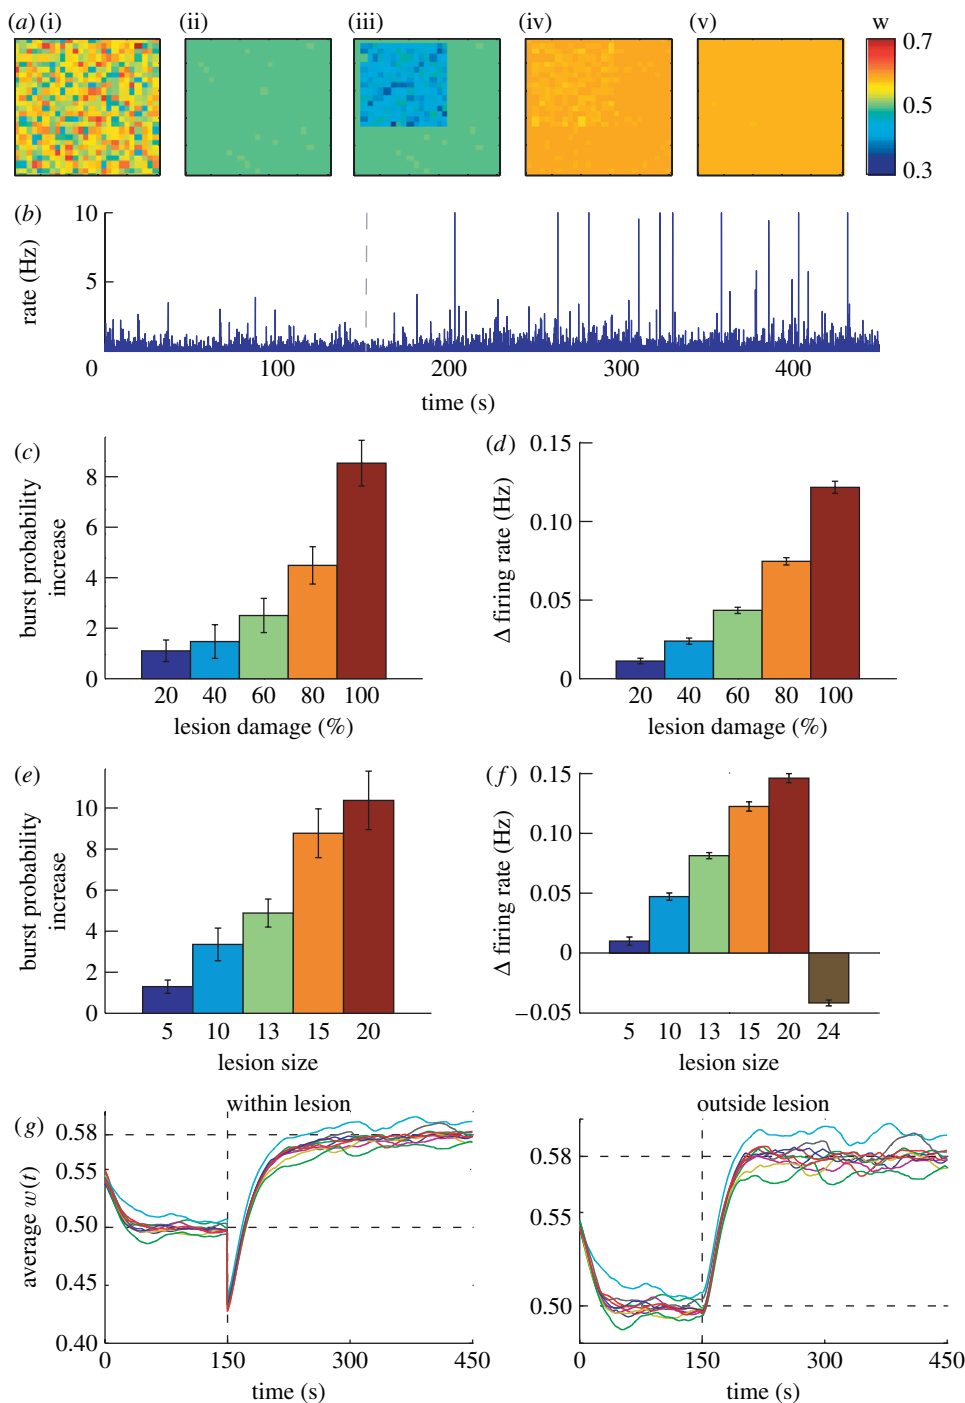 (a) (i) (ii) (iii) (iv) (v) w
0.7
0.5
0.3
(b)
10
5
0
rate (Hz)
100 200 300 400
time (s)
(c)
8
6
4
2
0
burst probability
increase
20 40 60 80 100
lesion damage (%)
(d)
0.15
0.10
0.05
0
Δ firing rate (Hz)
20 40 60 80 100
lesion damage (%)
(e)
10
8
6
4
2
0
burst probability
increase
5 10 13 15 20
lesion size
(f)
0.15
0.10
0.05
0
−0.05
Δ firing rate (Hz)
5 10 13 15 20 24
lesion size
(g)
within lesion
0.58
0.55
0.50
0.45
0.40
average w(t)
0 150 300 450
time (s)
outside lesion
0.58
0.55
0.50
0 150 300 450
time (s)